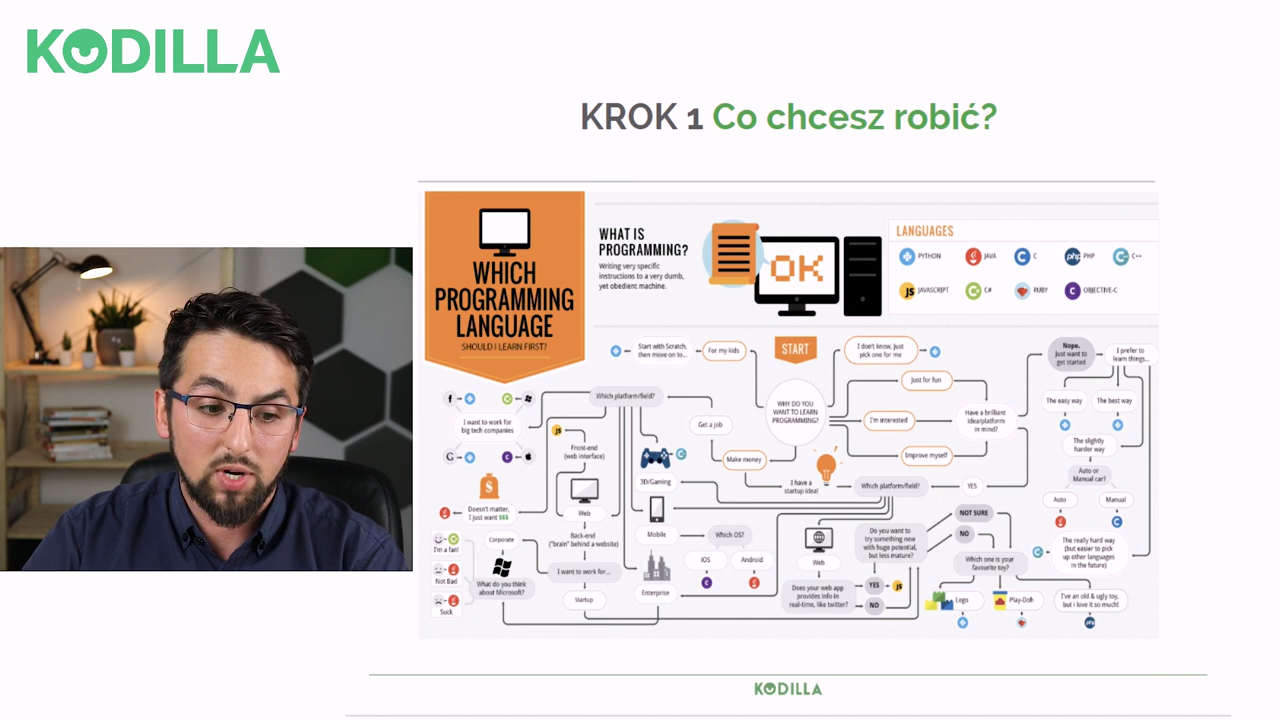 KODILLA
KROK 1 Co chcesz robić?
WHICH
PROGRAMMING
LANGUAGE
SHOULD I LEARN FIRST?
WHAT IS
PROGRAMMING?
Writing very specific
instructions to a very dumb,
yet obedient machine.
OK
LANGUAGES
PYTHON
JAVA
C
C
php
PHP
C++
JS
JAVASCRIPT
C#
RUBY
C
OBJECTIVE-C
START
Start with Scratch,
then move on to...
For my kids
I don't know, just
pick one for me
Nope.
Just want to
get started
I prefer to
learn things...
WHY DO YOU
WANT TO LEARN
PROGRAMMING?
Just for fun
I'm interested
Improve myself
Have a brilliant
idea/platform
in mind?
The easy way
The best way
The slightly
harder way
Auto or
Manual car?
Auto
Manual
C
The really hard way
(but easier to pick
up other languages
in the future)
Which platform/field?
Get a job
Make money
I have a
startup idea!
Which platform/field?
YES
f
I want to work for
big tech companies
G
C
JS
Front-end
(web interface)
Web
Back-end
("brain" behind a website)
I want to work for...
Startup
Corporate
What do you think
about Microsoft?
$
Doesn't matter,
I just want $$$
I'm a fan!
Not Bad
Suck
3D/Gaming
Mobile
Which OS?
iOS
Android
C
Enterprise
Web
Does your web app
provides info in
real-time, like twitter?
Do you want to
try something new
with huge potential,
but less mature?
YES
JS
NO
NOT SURE
NO
Which one is your
favourite toy?
Lego
Play-Doh
I've an old & ugly toy,
but i love it so much!
php
KODILLA